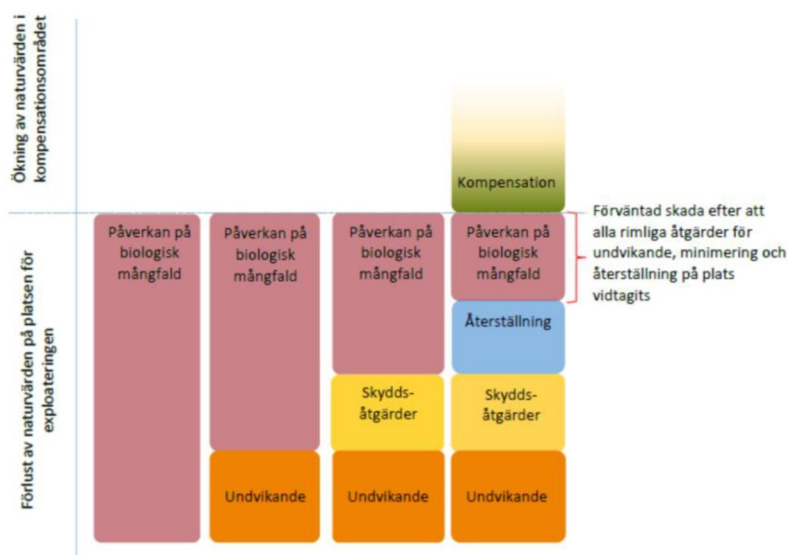 Ökning av naturvärden i
kompensationsområdet
Förlust av naturvärden på platsen för
exploateringen
Påverkan på
biologisk
mångfald
Påverkan på
biologisk
mångfald
Undvikande
Påverkan på
biologisk
mångfald
Skydds-
åtgärder
Undvikande
Kompensation
Påverkan på
biologisk
mångfald
Återställning
Skydds-
åtgärder
Undvikande
Förväntad skada efter att
alla rimliga åtgärder för
undvikande, minimering och
återställning på plats
vidtagits